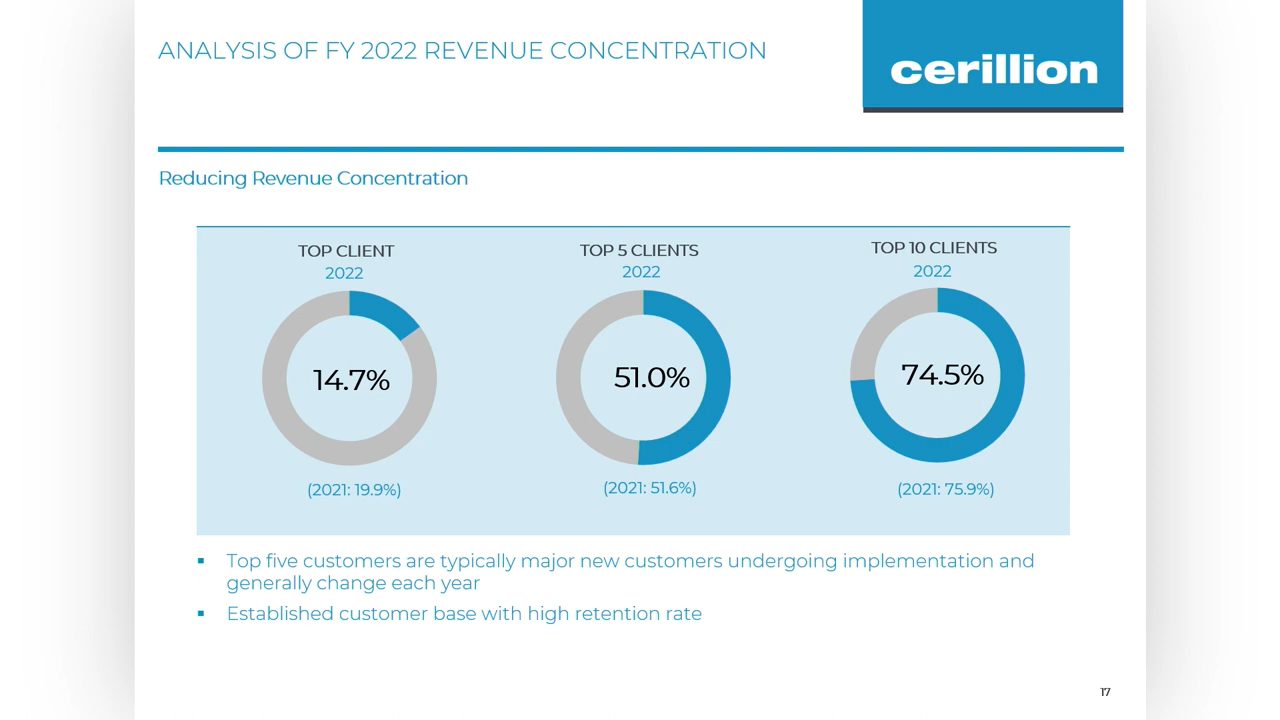 ANALYSIS OF FY 2022 REVENUE CONCENTRATION
cerillion
Reducing Revenue Concentration
TOP CLIENT
2022
14.7%
(2021: 19.9%)
TOP 5 CLIENTS
2022
51.0%
(2021: 51.6%)
TOP 10 CLIENTS
2022
74.5%
(2021: 75.9%)
▪ Top five customers are typically major new customers undergoing implementation and
generally change each year
▪ Established customer base with high retention rate
17